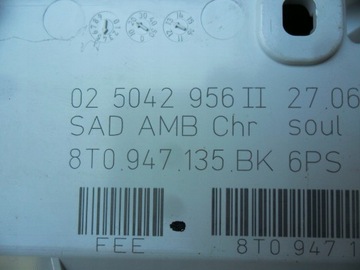 02 5042 956 II 27.06
SAD AMB Chr soul
8T0.947.135.BK 6PS
FEE
8T0 947 1